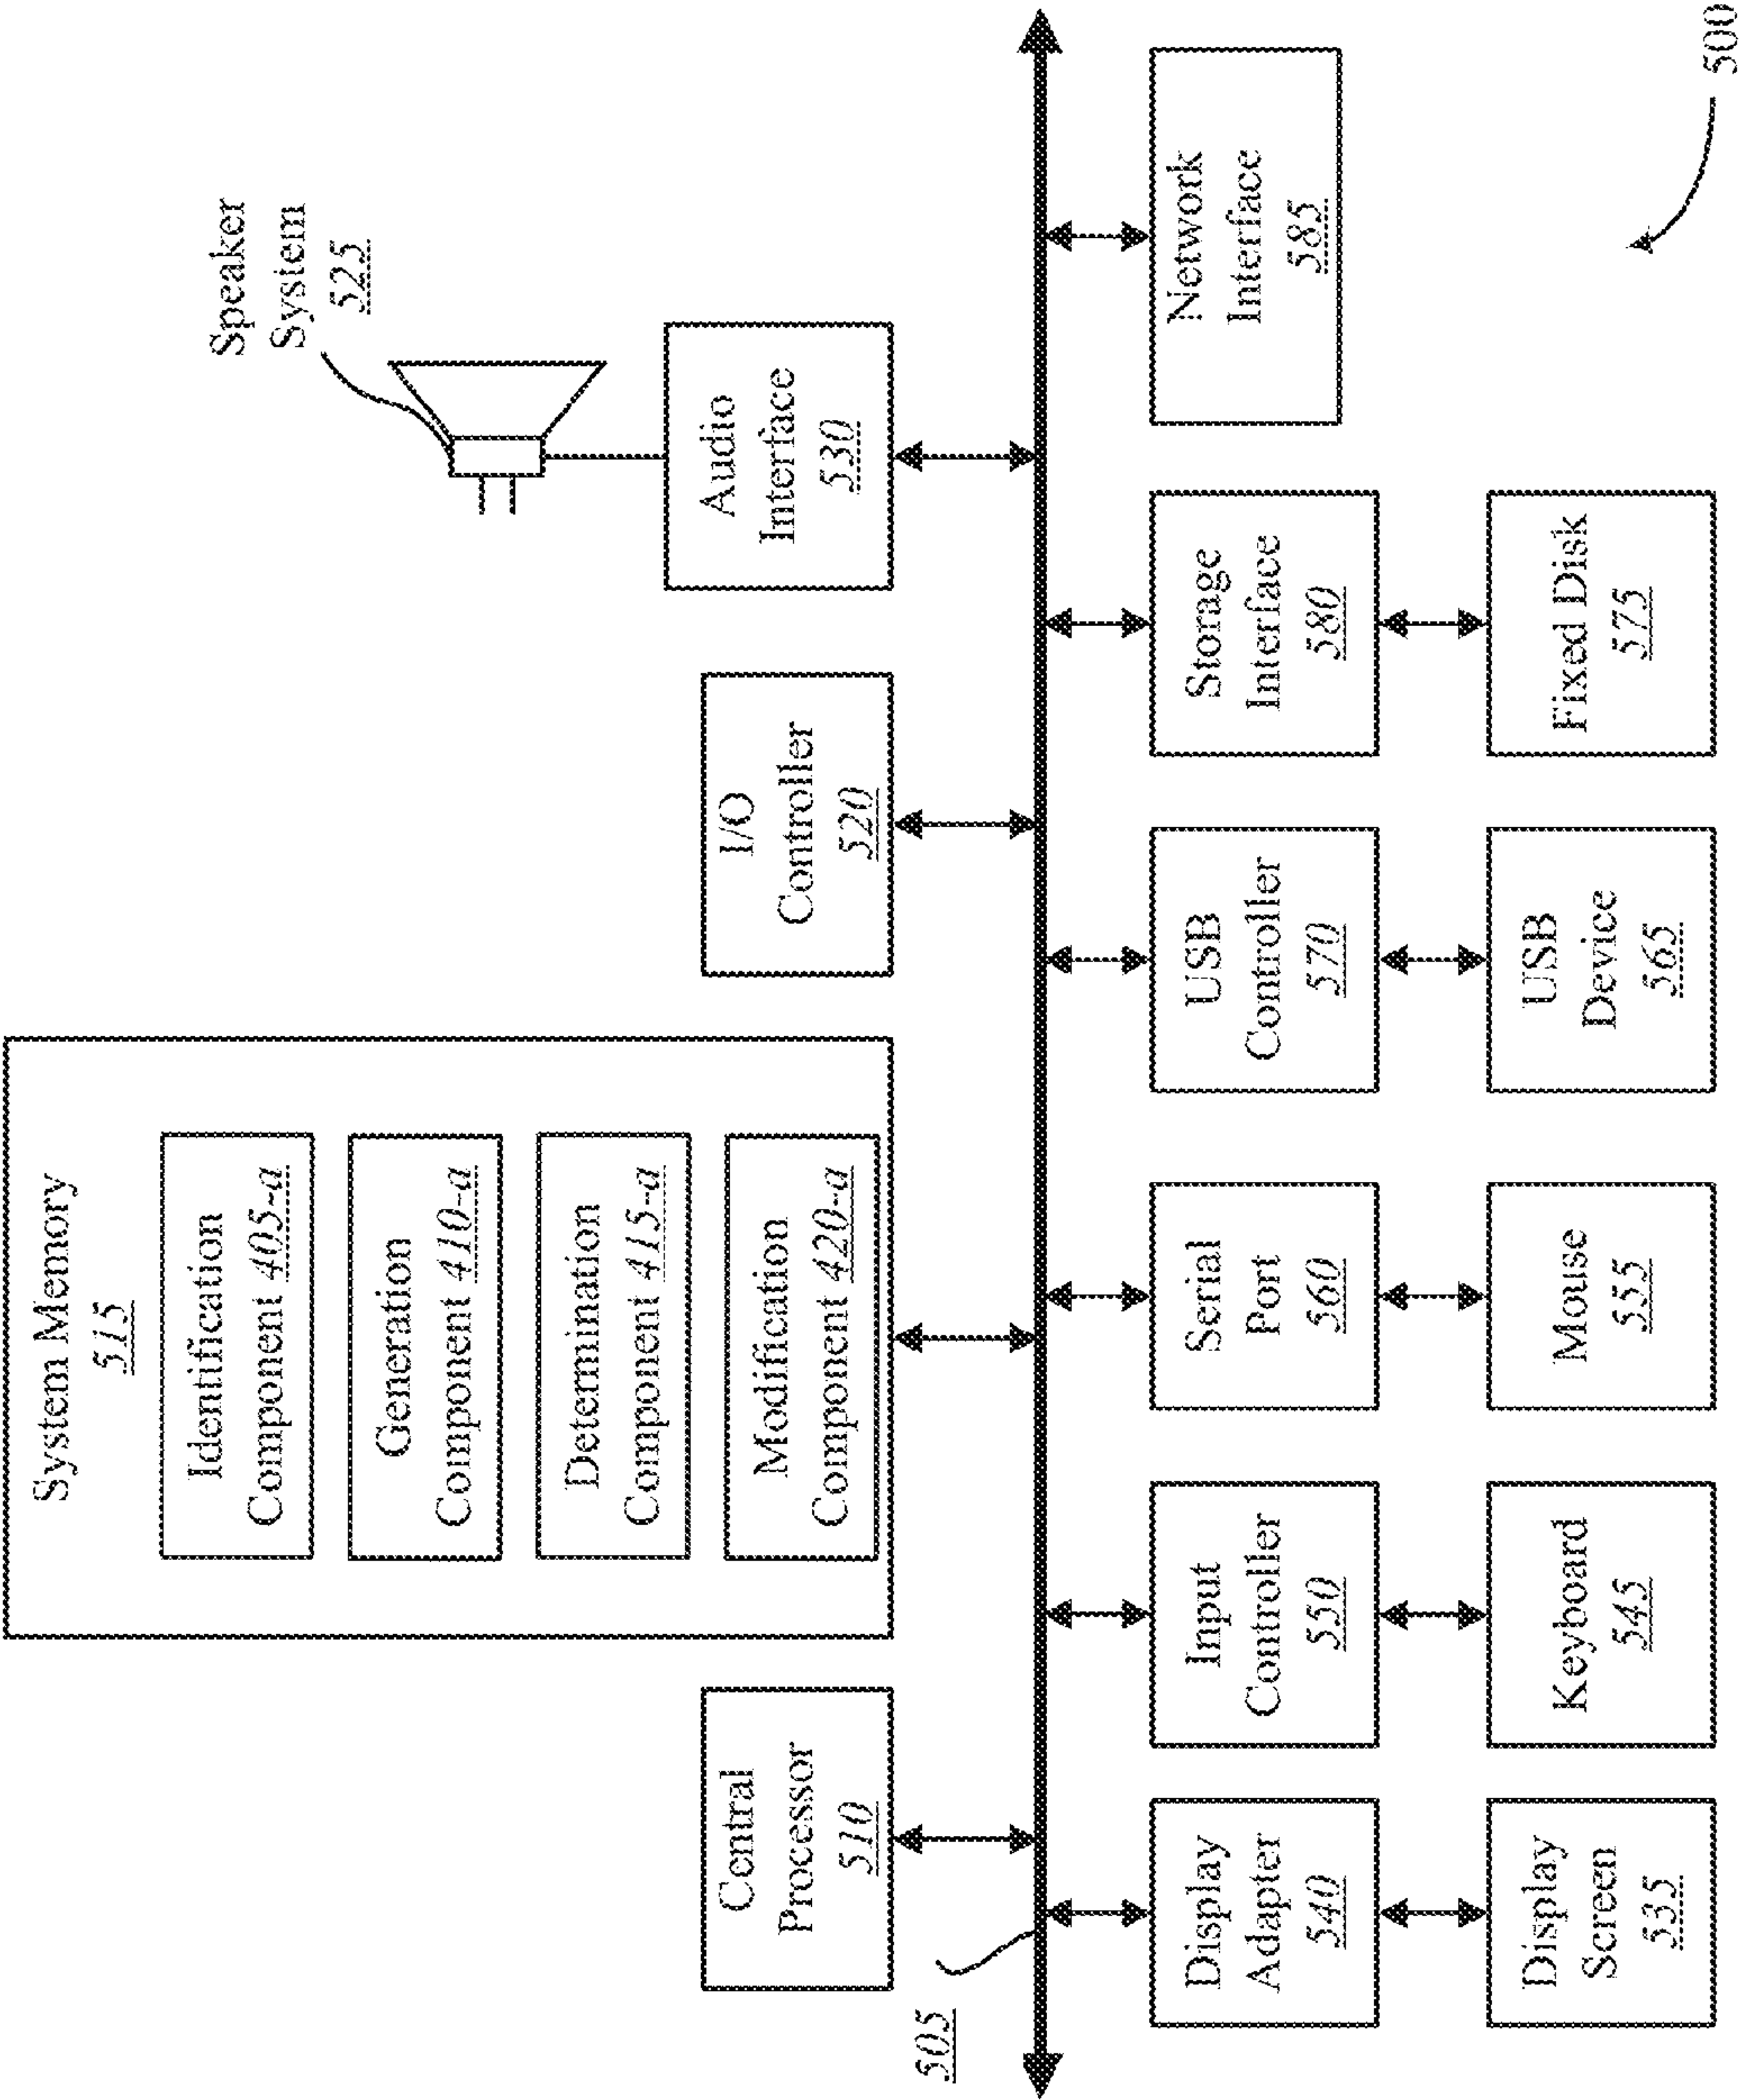 System Memory
515
Identification
Component 405-a
Generation
Component 410-a
Determination
Component 415-a
Modification
Component 420-a
Speaker
System
525
Central
Processor
510
I/O
Controller
520
Audio
Interface
530
505
Display
Adapter
540
Input
Controller
550
Serial
Port
560
USB
Controller
570
Storage
Interface
580
Network
Interface
585
Display
Screen
535
Keyboard
545
Mouse
555
USB
Device
565
Fixed Disk
575
500